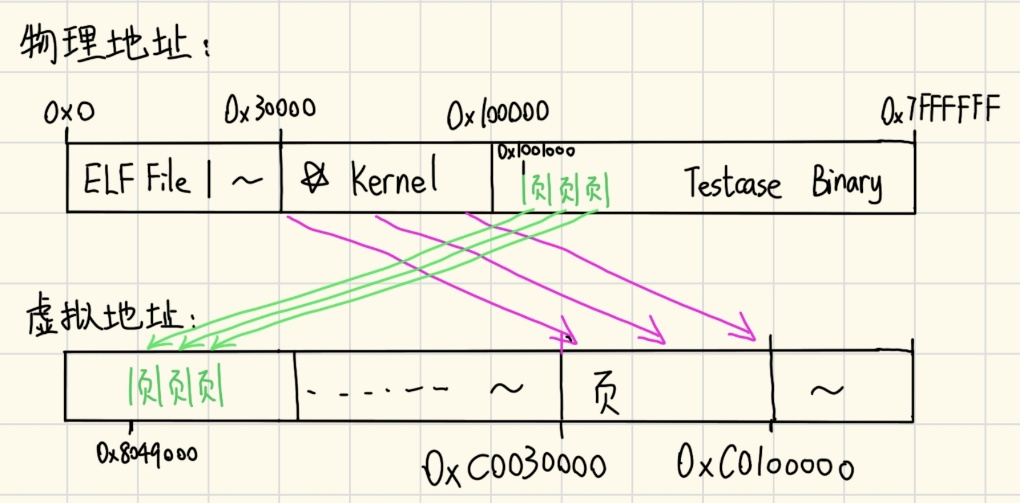 物理地址:
0x0 0x30000 0x100000 0x7FFFFFF
0x1001000
ELF File ~ Kernel |页|页|页| Testcase Binary
虚拟地址:
|页|页|页| ~ 页 ~
0x8049000 0xC0030000 0xC0100000